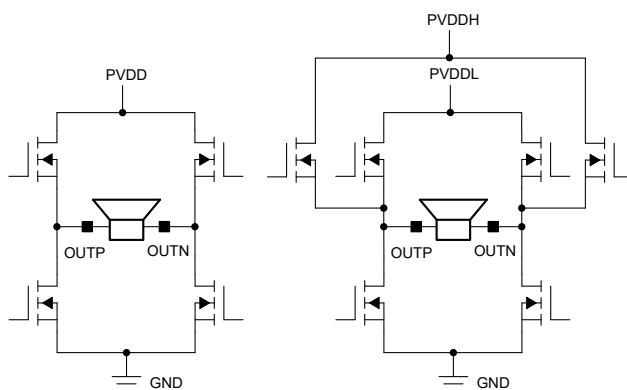 PVDD
OUTP
OUTN
GND
PVDDH
PVDDL
OUTP
OUTN
GND